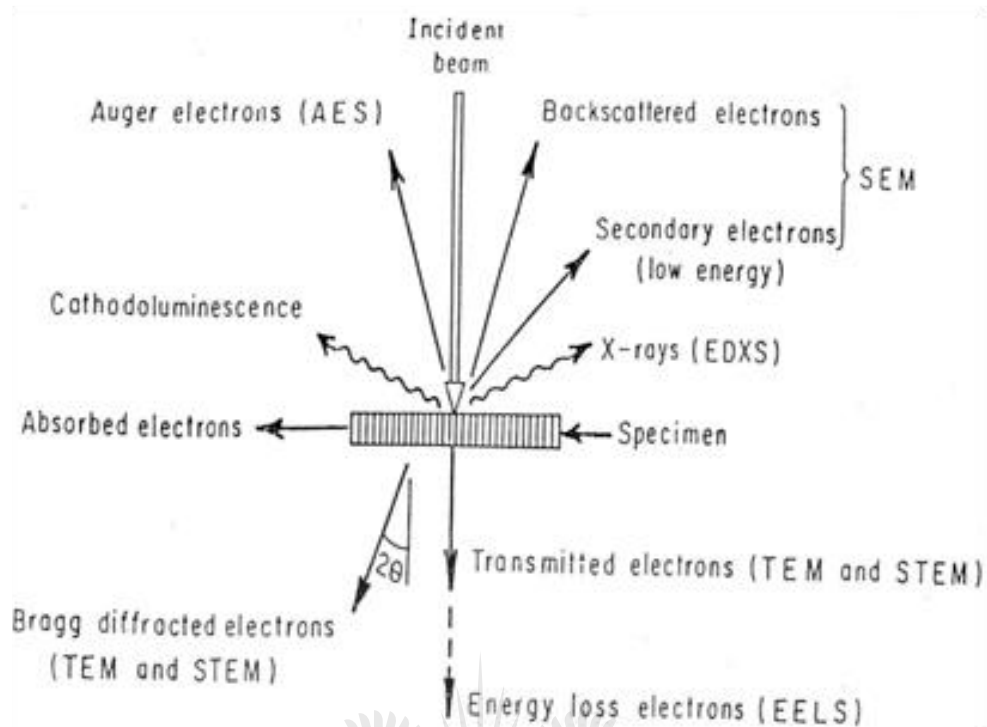 Incident
beam
Auger electrons (AES)
Backscattered electrons
SEM
Secondary electrons
(low energy)
Cathodoluminescence
X-rays (EDXS)
Absorbed electrons
Specimen
2θ
Transmitted electrons (TEM and STEM)
Bragg diffracted electrons
(TEM and STEM)
Energy loss electrons (EELS)